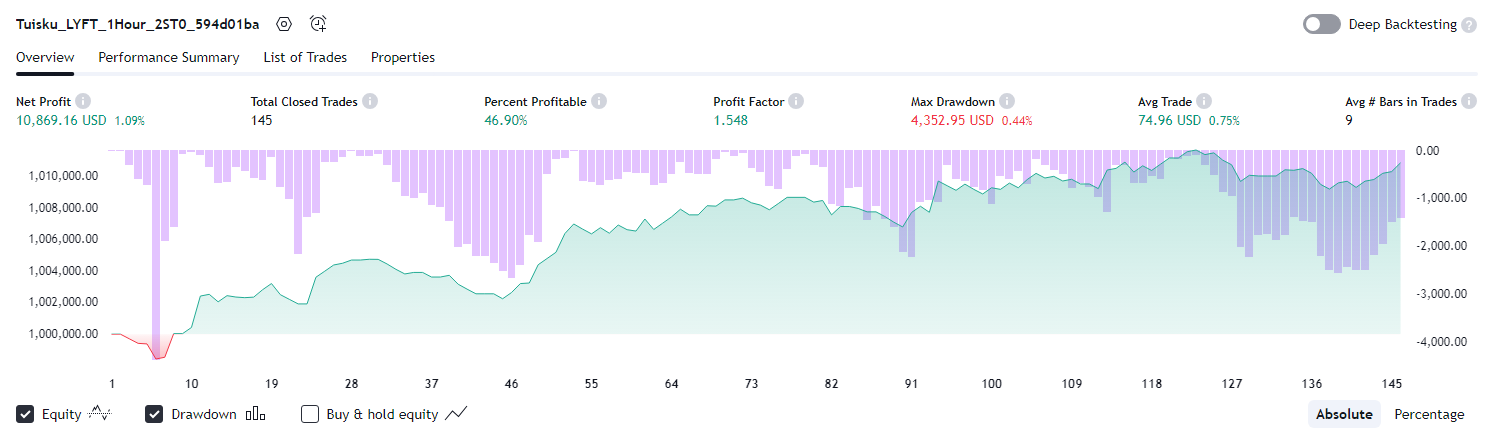 Tuisku_LYFT_1Hour_2ST0_594d01ba
Deep Backtesting ?
Overview Performance Summary List of Trades Properties
Net Profit Total Closed Trades Percent Profitable Profit Factor Max Drawdown Avg Trade Avg # Bars in Trades
10,869.16 USD 1.09% 145 46.90% 1.548 4,352.95 USD 0.44% 74.96 USD 0.75% 9
0.00
1,010,000.00
-1,000.00
1,008,000.00
1,006,000.00
-2,000.00
1,004,000.00
-3,000.00
1,002,000.00
1,000,000.00
-4,000.00
1 10 19 28 37 46 55 64 73 82 91 100 109 118 127 136 145
Equity Drawdown Buy & hold equity Absolute Percentage